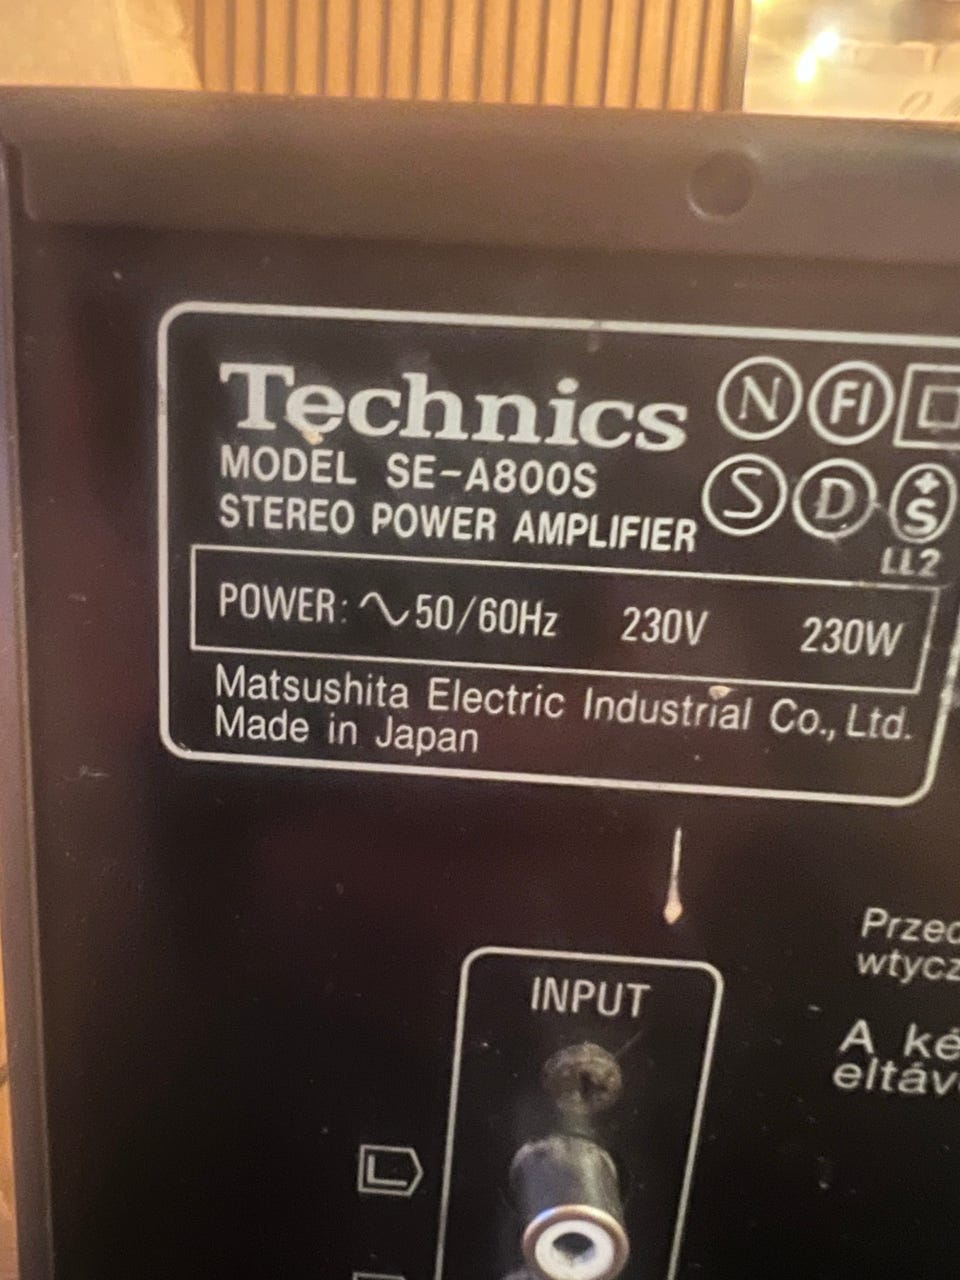 Technics
N FI
MODEL SE-A800S
S D +S
STEREO POWER AMPLIFIER
LL2
POWER: ∿50/60Hz 230V 230W
Matsushita Electric Industrial Co., Ltd.
Made in Japan
INPUT
L